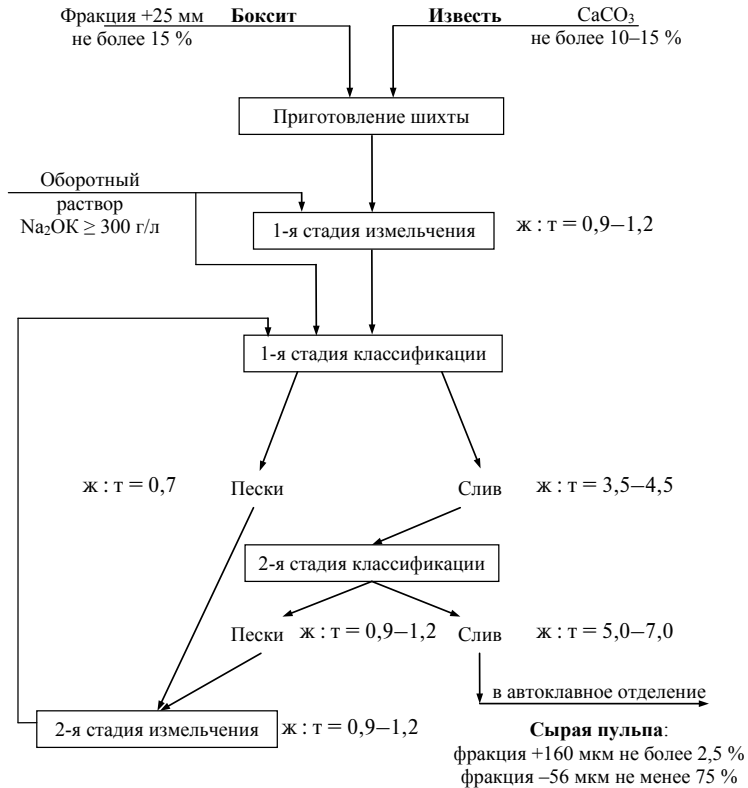 Фракция +25 мм Боксит Известь CaCO₃
не более 15 % не более 10–15 %
Приготовление шихты
Оборотный
раствор
Na₂OК ≥ 300 г/л
1-я стадия измельчения ж : т = 0,9–1,2
1-я стадия классификации
ж : т = 0,7 Пески Слив ж : т = 3,5–4,5
2-я стадия классификации
Пески ж : т = 0,9–1,2 Слив ж : т = 5,0–7,0
в автоклавное отделение
2-я стадия измельчения ж : т = 0,9–1,2
Сырая пульпа:
фракция +160 мкм не более 2,5 %
фракция –56 мкм не менее 75 %